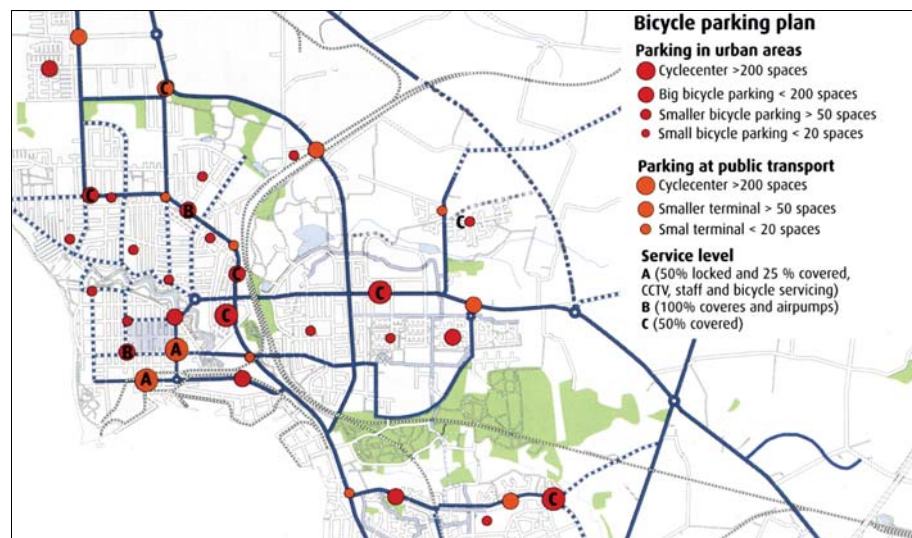 Bicycle parking plan
Parking in urban areas
Cyclecenter >200 spaces
Big bicycle parking < 200 spaces
Smaller bicycle parking > 50 spaces
Small bicycle parking < 20 spaces
Parking at public transport
Cyclecenter >200 spaces
Smaller terminal > 50 spaces
Smal terminal < 20 spaces
Service level
A (50% locked and 25 % covered,
CCTV, staff and bicycle servicing)
B (100% coveres and airpumps)
C (50% covered)
C
C
B
C
C
C
C
B
A
A
C